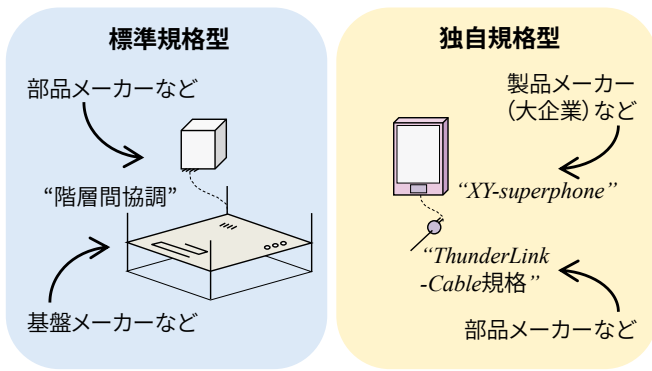 標準規格型
部品メーカーなど
“階層間協調”
基盤メーカーなど
独自規格型
製品メーカー
（大企業）など
“XY-superphone”
“ThunderLink
-Cable規格”
部品メーカーなど